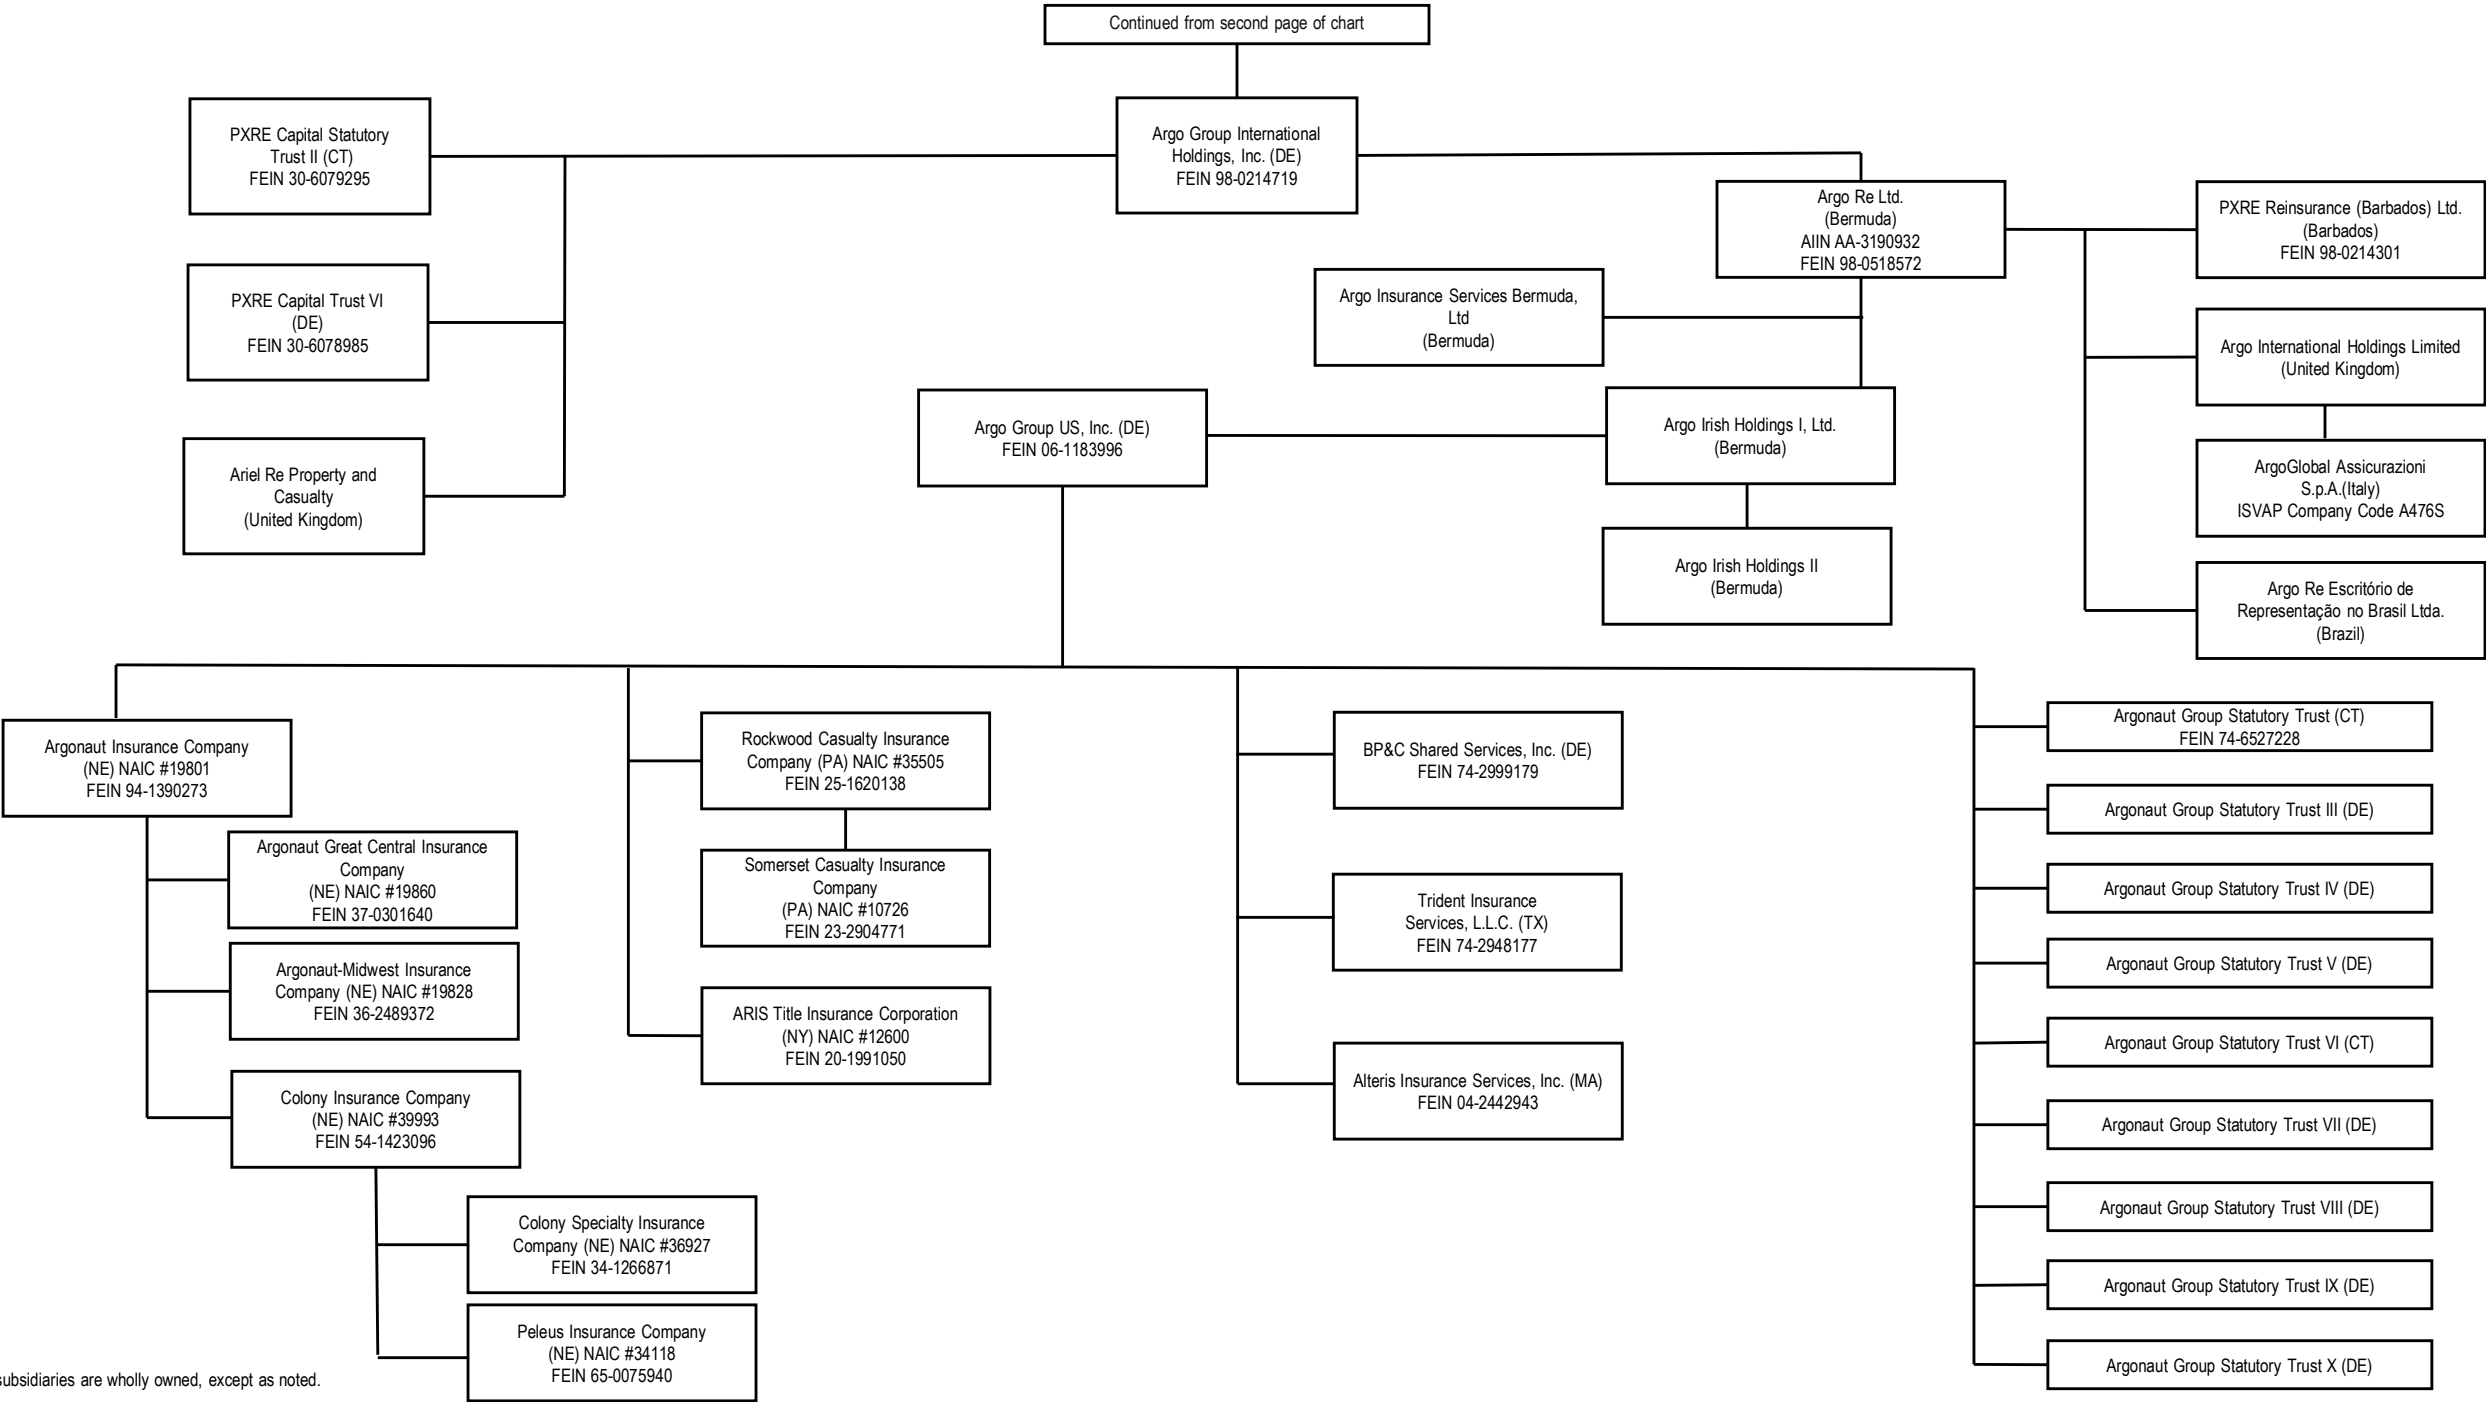 Continued from second page of chart
PXRE Capital Statutory
Trust II (CT)
FEIN 30-6079295
Argo Group International
Holdings, Inc. (DE)
FEIN 98-0214719
Argo Re Ltd.
(Bermuda)
AIIN AA-3190932
FEIN 98-0518572
PXRE Reinsurance (Barbados) Ltd.
(Barbados)
FEIN 98-0214301
PXRE Capital Trust VI
(DE)
FEIN 30-6078985
Argo Insurance Services Bermuda,
Ltd
(Bermuda)
Argo International Holdings Limited
(United Kingdom)
Argo Group US, Inc. (DE)
FEIN 06-1183996
Argo Irish Holdings I, Ltd.
(Bermuda)
Ariel Re Property and
Casualty
(United Kingdom)
ArgoGlobal Assicurazioni
S.p.A.(Italy)
ISVAP Company Code A476S
Argo Irish Holdings II
(Bermuda)
Argo Re Escritório de
Representação no Brasil Ltda.
(Brazil)
Argonaut Insurance Company
(NE) NAIC #19801
FEIN 94-1390273
Argonaut Great Central Insurance
Company
(NE) NAIC #19860
FEIN 37-0301640
Argonaut-Midwest Insurance
Company (NE) NAIC #19828
FEIN 36-2489372
Colony Insurance Company
(NE) NAIC #39993
FEIN 54-1423096
Colony Specialty Insurance
Company (NE) NAIC #36927
FEIN 34-1266871
Peleus Insurance Company
(NE) NAIC #34118
FEIN 65-0075940
Rockwood Casualty Insurance
Company (PA) NAIC #35505
FEIN 25-1620138
Somerset Casualty Insurance
Company
(PA) NAIC #10726
FEIN 23-2904771
ARIS Title Insurance Corporation
(NY) NAIC #12600
FEIN 20-1991050
BP&C Shared Services, Inc. (DE)
FEIN 74-2999179
Trident Insurance
Services, L.L.C. (TX)
FEIN 74-2948177
Alteris Insurance Services, Inc. (MA)
FEIN 04-2442943
Argonaut Group Statutory Trust (CT)
FEIN 74-6527228
Argonaut Group Statutory Trust III (DE)
Argonaut Group Statutory Trust IV (DE)
Argonaut Group Statutory Trust V (DE)
Argonaut Group Statutory Trust VI (CT)
Argonaut Group Statutory Trust VII (DE)
Argonaut Group Statutory Trust VIII (DE)
Argonaut Group Statutory Trust IX (DE)
Argonaut Group Statutory Trust X (DE)
subsidiaries are wholly owned, except as noted.